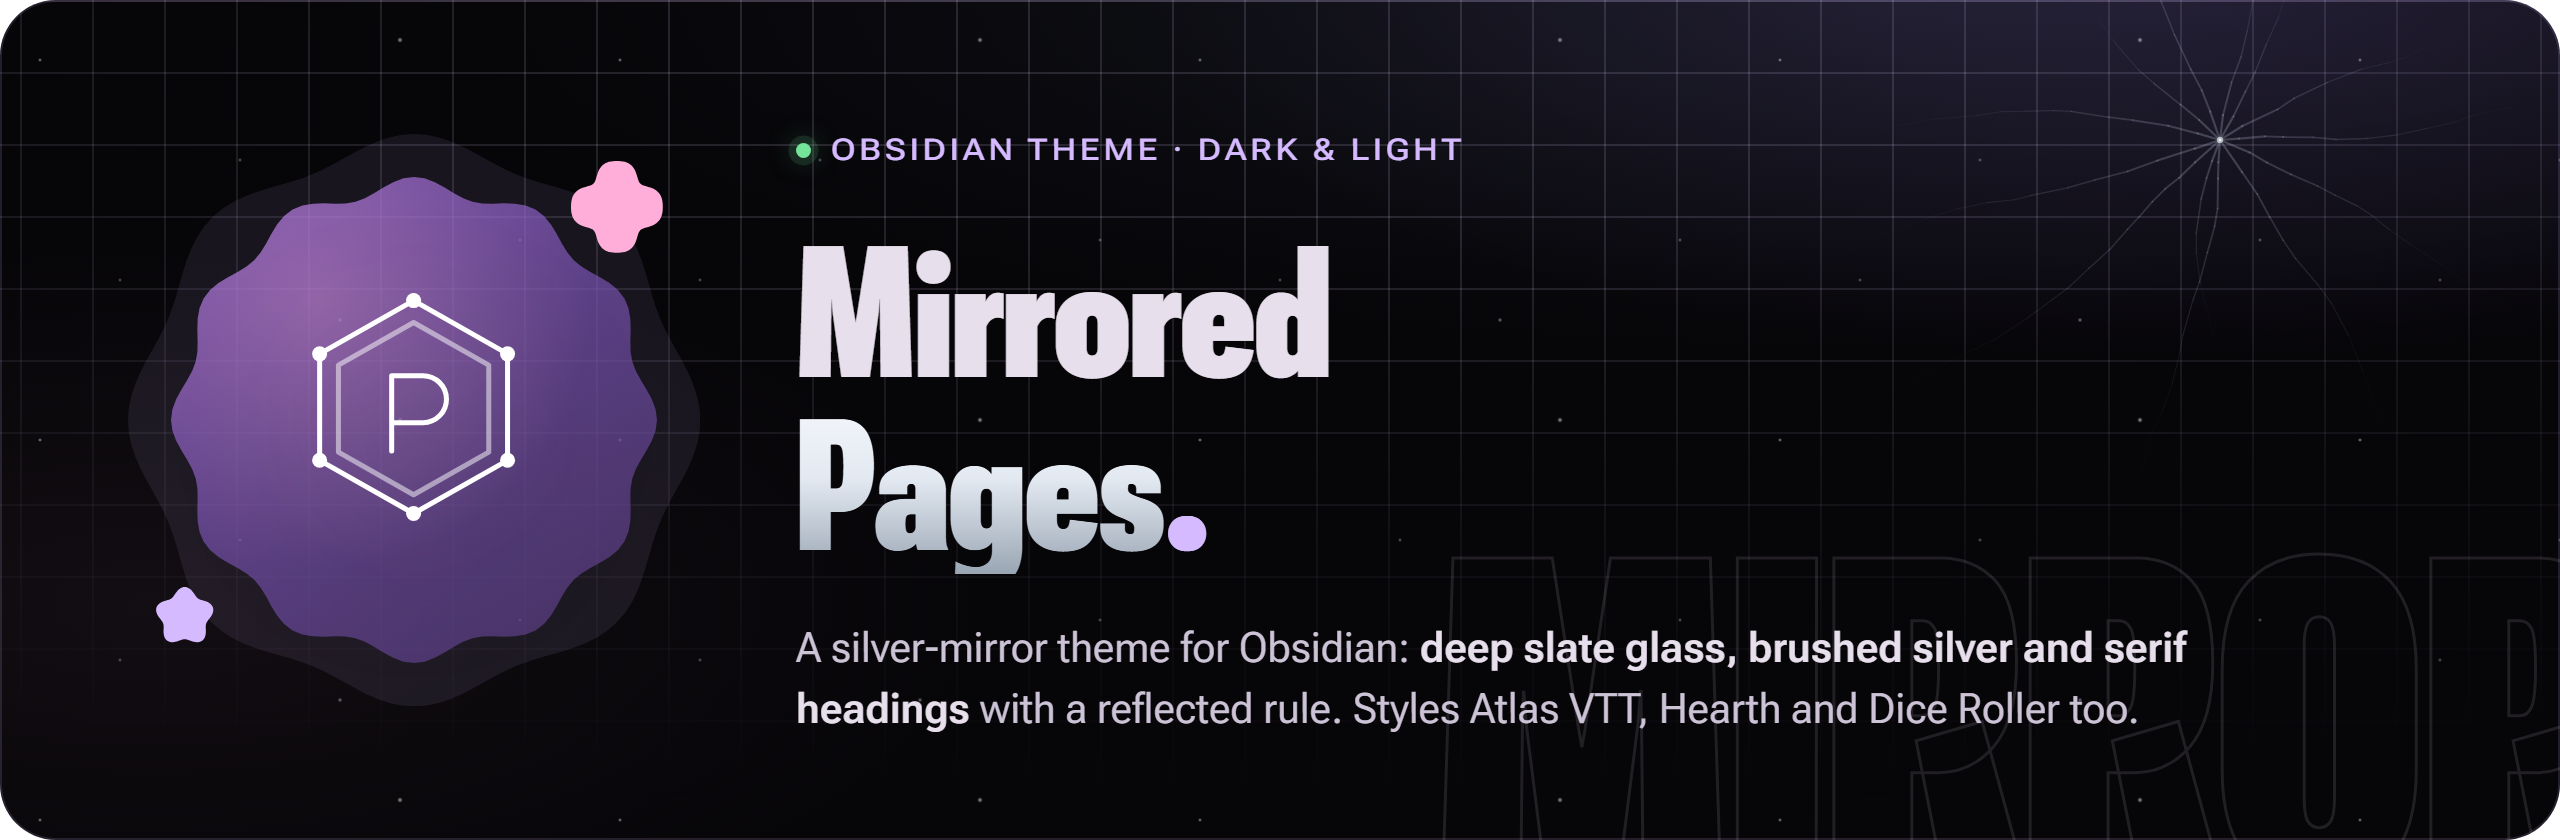 OBSIDIAN THEME · DARK & LIGHT
P
Mirrored
Pages.
A silver-mirror theme for Obsidian: deep slate glass, brushed silver and serif
headings with a reflected rule. Styles Atlas VTT, Hearth and Dice Roller too.
MIRROR